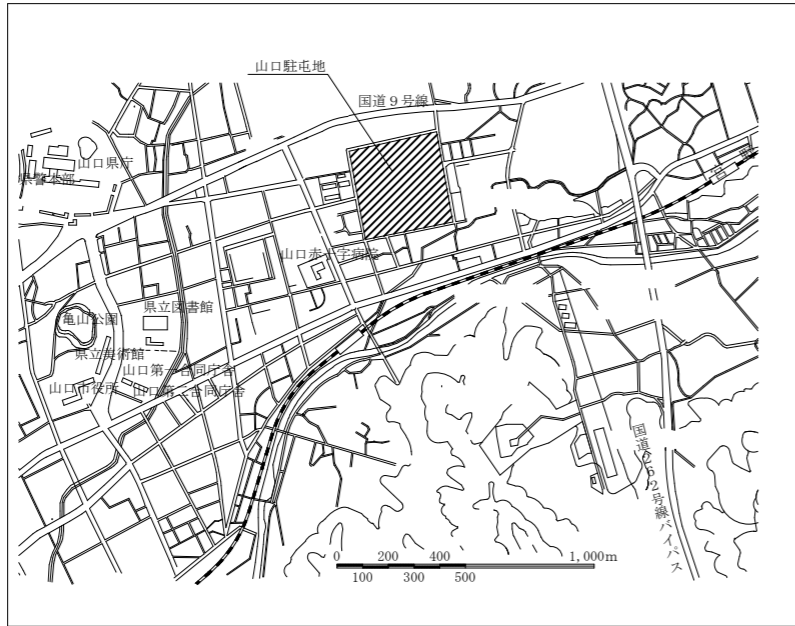 山口駐屯地
国道９号線
山口県庁
県警本部
山口赤十字病院
県立図書館
亀山公園
県立美術館
山口第一合同庁舎
山口市役所
山口第二合同庁舎
国道２６２号線バイパス
0 200 400 1,000m
100 300 500